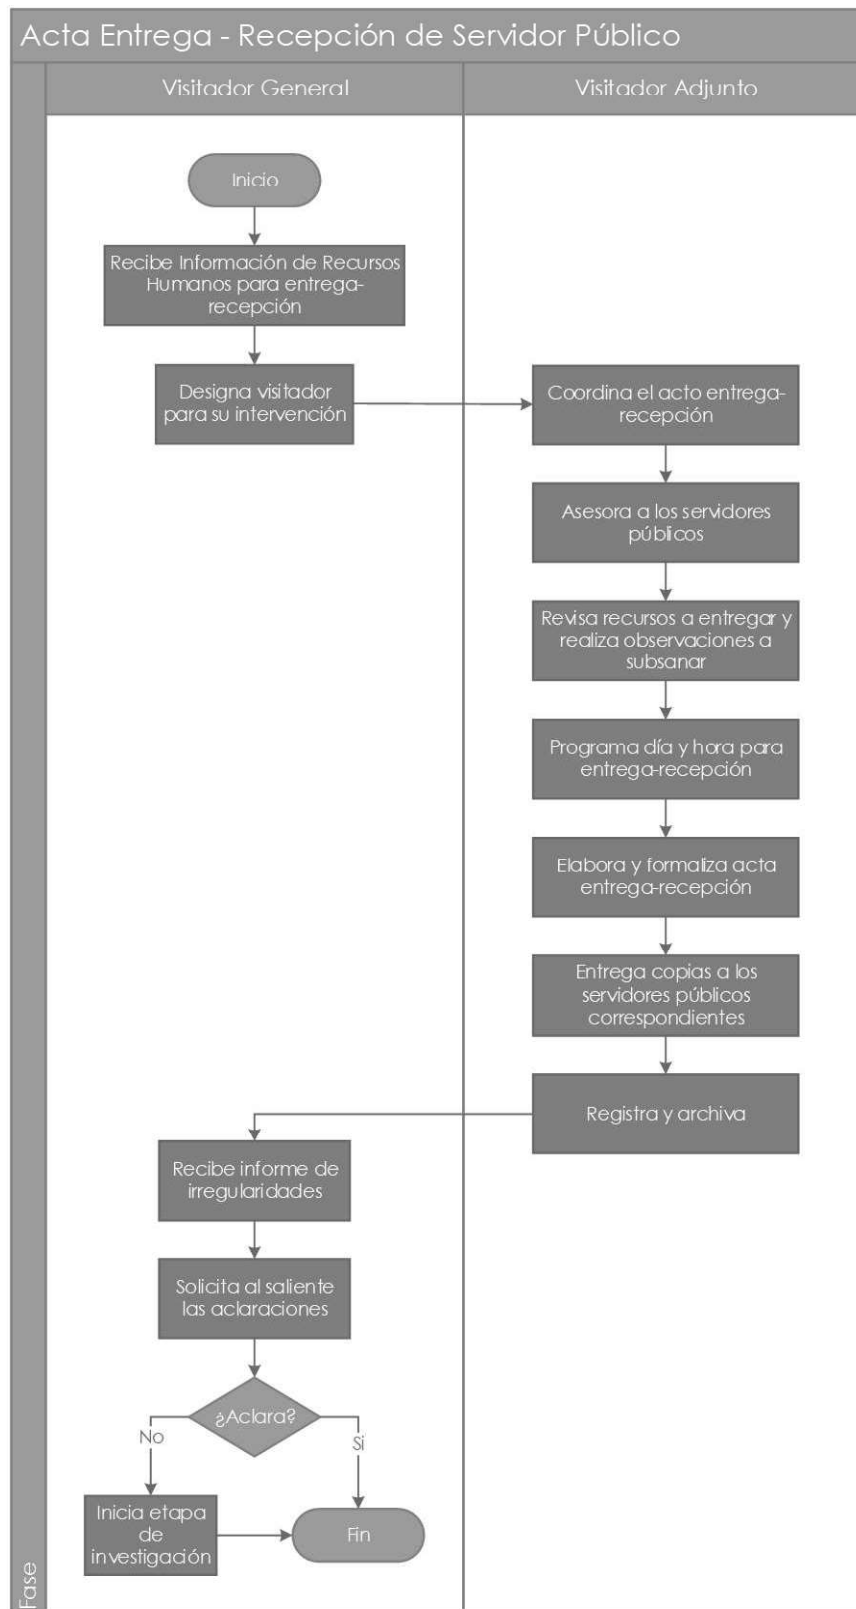 Acta Entrega - Recepción de Servidor Público
Visitador General
Visitador Adjunto
Inicio
Recibe Información de Recursos
Humanos para entrega-
recepción
Designa visitador
para su intervención
Coordina el acto entrega-
recepción
Asesora a los servidores
públicos
Revisa recursos a entregar y
realiza observaciones a
subsanar
Programa día y hora para
entrega-recepción
Elabora y formaliza acta
entrega-recepción
Entrega copias a los
servidores públicos
correspondientes
Registra y archiva
Recibe informe de
irregularidades
Solicita al saliente
las aclaraciones
¿Aclara?
No
Si
Inicia etapa
de
investigación
Fin
Fase